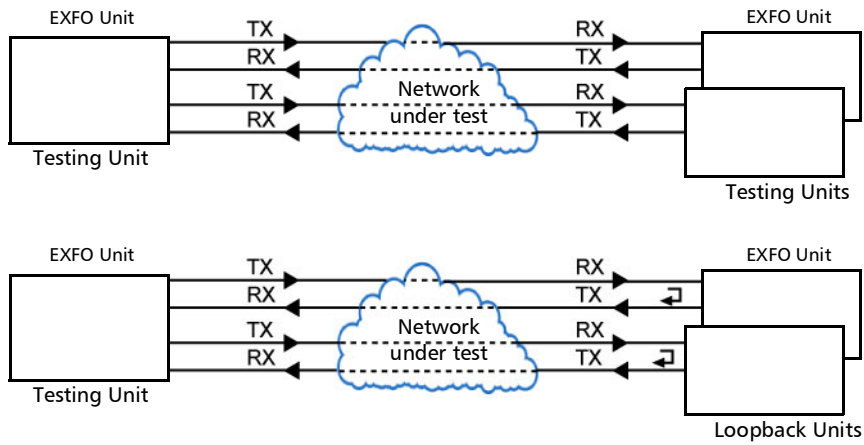 EXFO Unit
TX
RX
EXFO Unit
RX
TX
TX
Network
RX
RX
under test
TX
Testing Unit
Testing Units
EXFO Unit
TX
RX
EXFO Unit
RX
TX
TX
Network
RX
RX
under test
TX
Testing Unit
Loopback Units